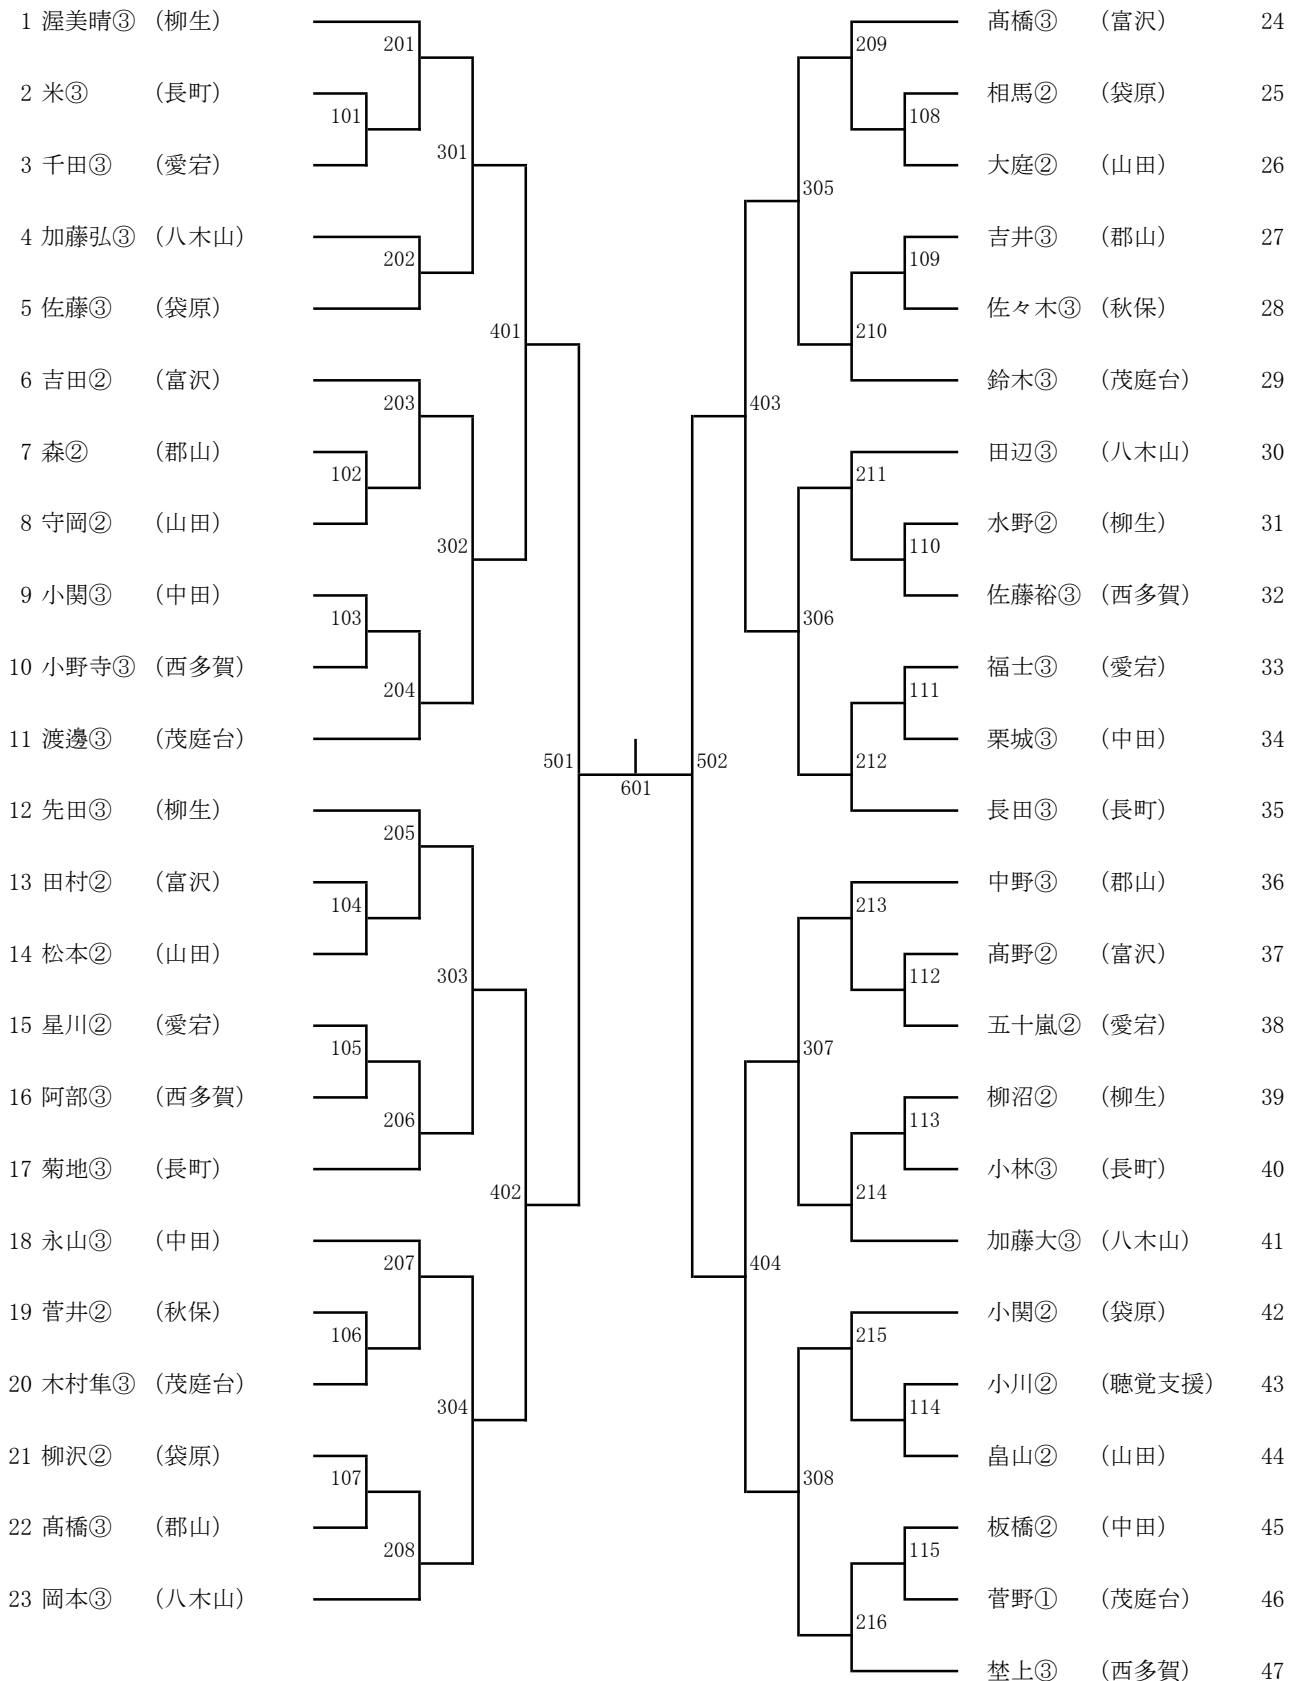 1 渥美晴③ （柳生）
2 米③ （長町）
3 千田③ （愛宕）
4 加藤弘③ （八木山）
5 佐藤③ （袋原）
6 吉田② （富沢）
7 森② （郡山）
8 守岡② （山田）
9 小関③ （中田）
10 小野寺③ （西多賀）
11 渡邊③ （茂庭台）
12 先田③ （柳生）
13 田村② （富沢）
14 松本② （山田）
15 星川② （愛宕）
16 阿部③ （西多賀）
17 菊地③ （長町）
18 永山③ （中田）
19 菅井② （秋保）
20 木村隼③ （茂庭台）
21 柳沢② （袋原）
22 髙橋③ （郡山）
23 岡本③ （八木山）
101
102
103
104
105
106
107
201
202
203
204
205
206
207
208
301
302
303
304
401
402
501
601
502
403
404
305
306
307
308
209
210
211
212
213
214
215
216
108
109
110
111
112
113
114
115
髙橋③ （富沢） 24
相馬② （袋原） 25
大庭② （山田） 26
吉井③ （郡山） 27
佐々木③ （秋保） 28
鈴木③ （茂庭台） 29
田辺③ （八木山） 30
水野② （柳生） 31
佐藤裕③ （西多賀） 32
福士③ （愛宕） 33
栗城③ （中田） 34
長田③ （長町） 35
中野③ （郡山） 36
髙野② （富沢） 37
五十嵐② （愛宕） 38
柳沼② （柳生） 39
小林③ （長町） 40
加藤大③ （八木山） 41
小関② （袋原） 42
小川② （聴覚支援） 43
畠山② （山田） 44
板橋② （中田） 45
菅野① （茂庭台） 46
埜上③ （西多賀） 47